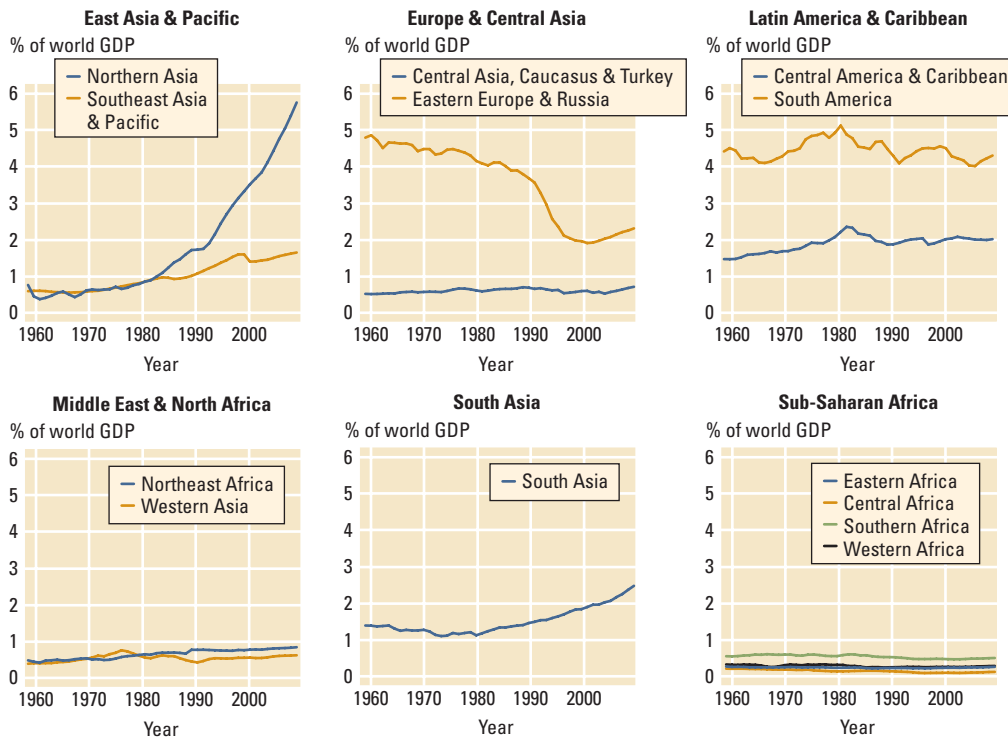 East Asia & Pacific
% of world GDP
Northern Asia
Southeast Asia
& Pacific
6
5
4
3
2
1
0
1960 1970 1980 1990 2000
Year
Europe & Central Asia
% of world GDP
Central Asia, Caucasus & Turkey
Eastern Europe & Russia
6
5
4
3
2
1
0
1960 1970 1980 1990 2000
Year
Latin America & Caribbean
% of world GDP
Central America & Caribbean
South America
6
5
4
3
2
1
0
1960 1970 1980 1990 2000
Year
Middle East & North Africa
% of world GDP
Northeast Africa
Western Asia
6
5
4
3
2
1
0
1960 1970 1980 1990 2000
Year
South Asia
% of world GDP
South Asia
6
5
4
3
2
1
0
1960 1970 1980 1990 2000
Year
Sub-Saharan Africa
% of world GDP
Eastern Africa
Central Africa
Southern Africa
Western Africa
6
5
4
3
2
1
0
1960 1970 1980 1990 2000
Year